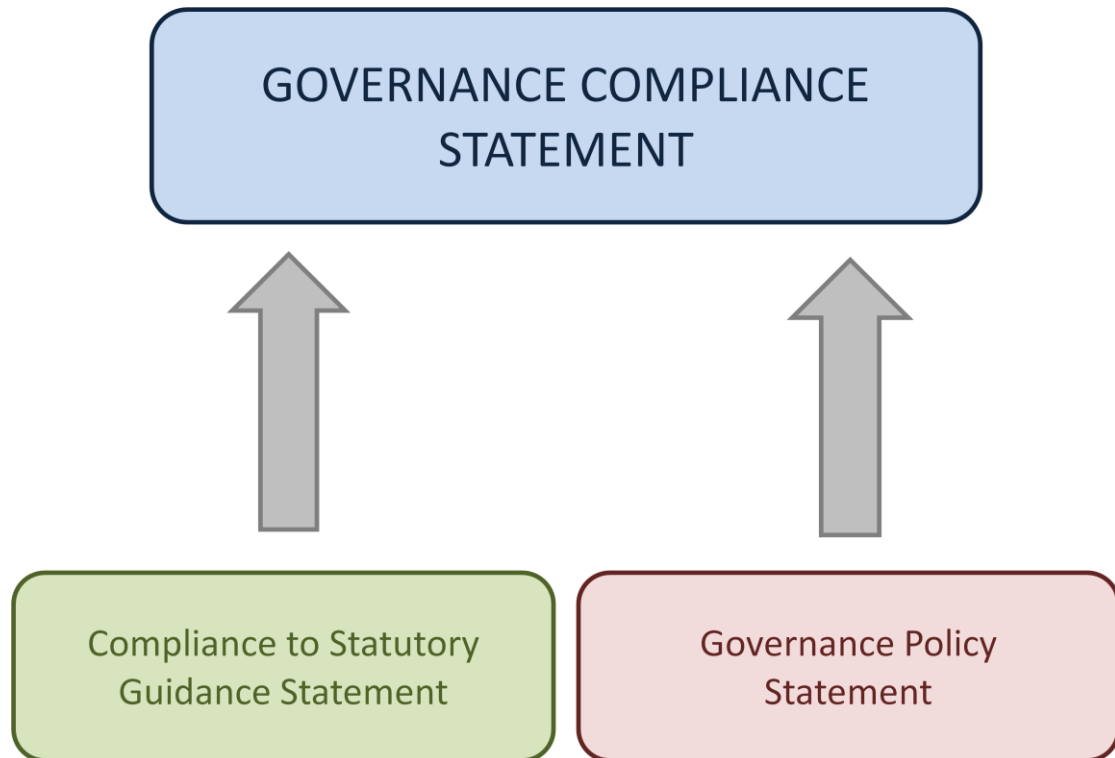 GOVERNANCE COMPLIANCE
STATEMENT
Compliance to Statutory
Guidance Statement
Governance Policy
Statement